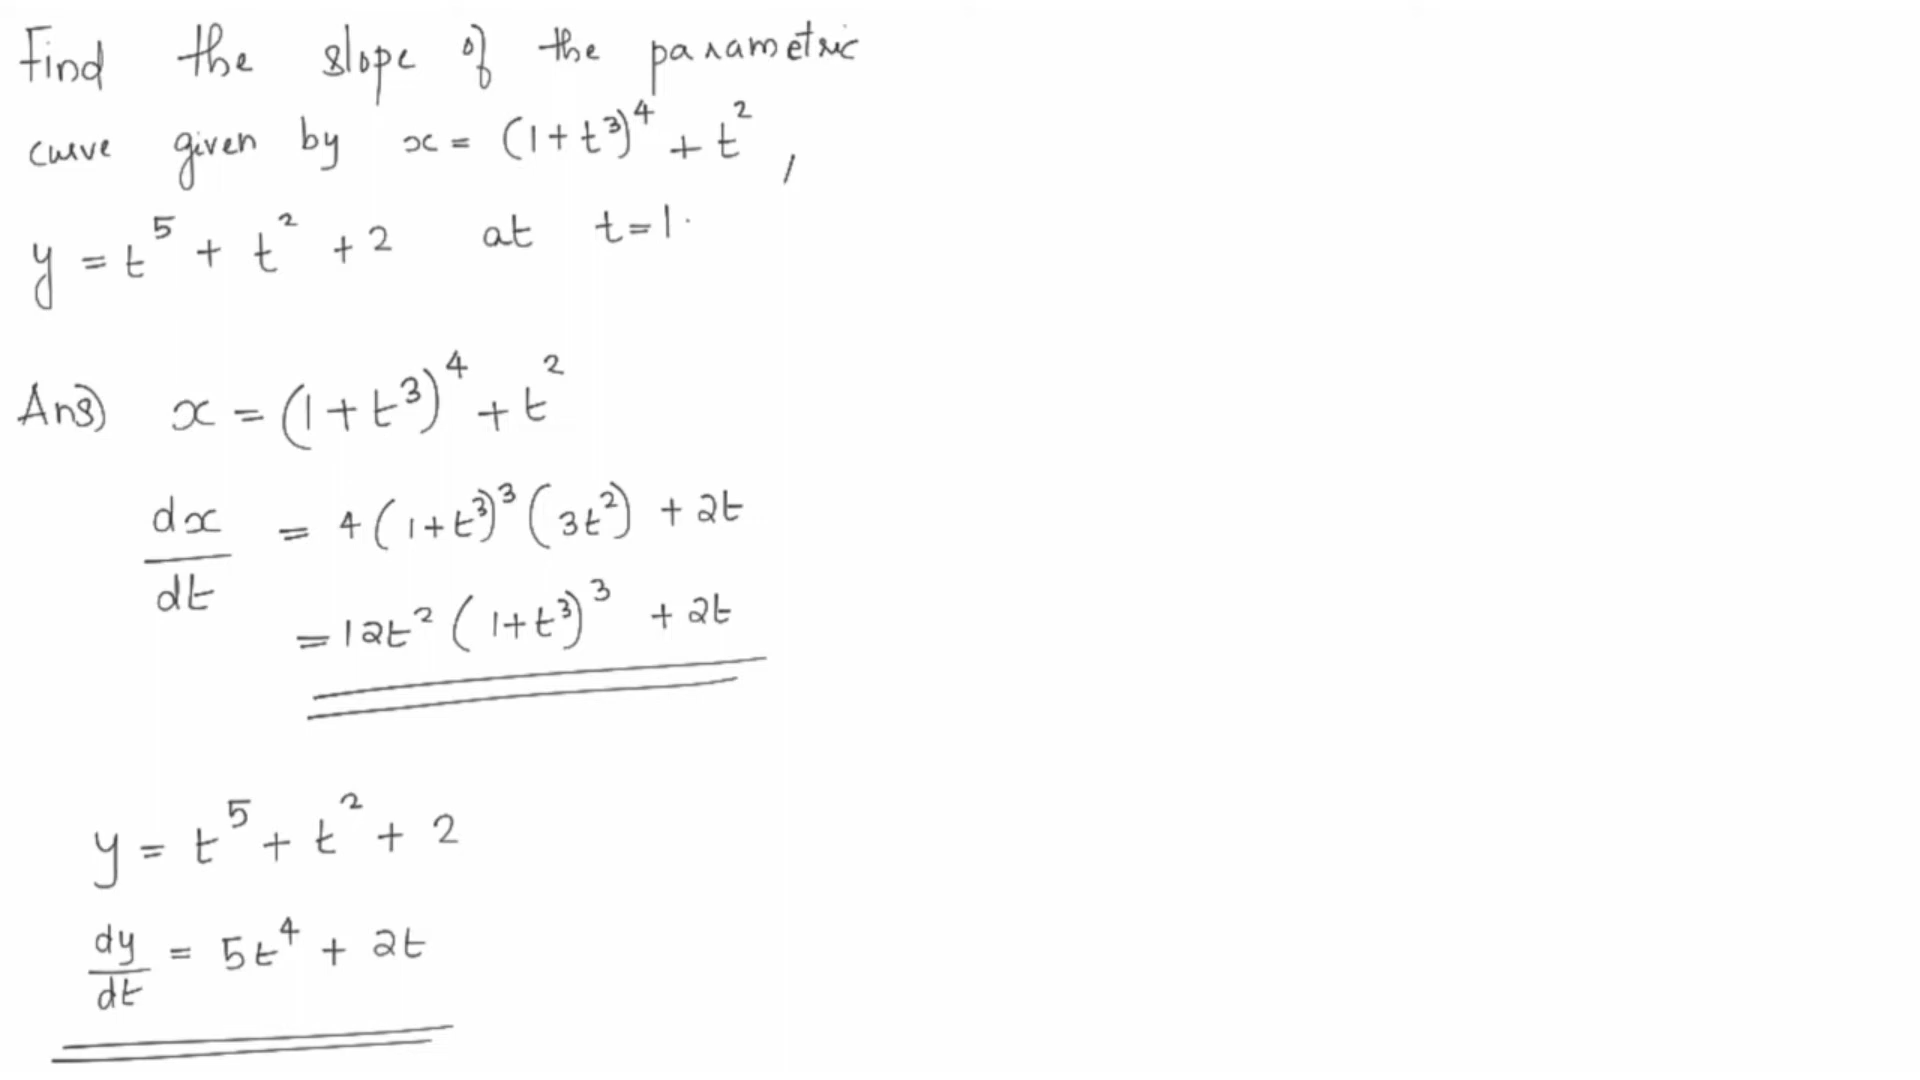 Find the slope of the parametric
curve given by x = (1+t³)⁴ + t²,
y = t⁵ + t² + 2 at t=1.
Ans) x = (1+t³)⁴ + t²
dx/dt = 4(1+t³)³(3t²) + 2t
= 12t²(1+t³)³ + 2t
y = t⁵ + t² + 2
dy/dt = 5t⁴ + 2t